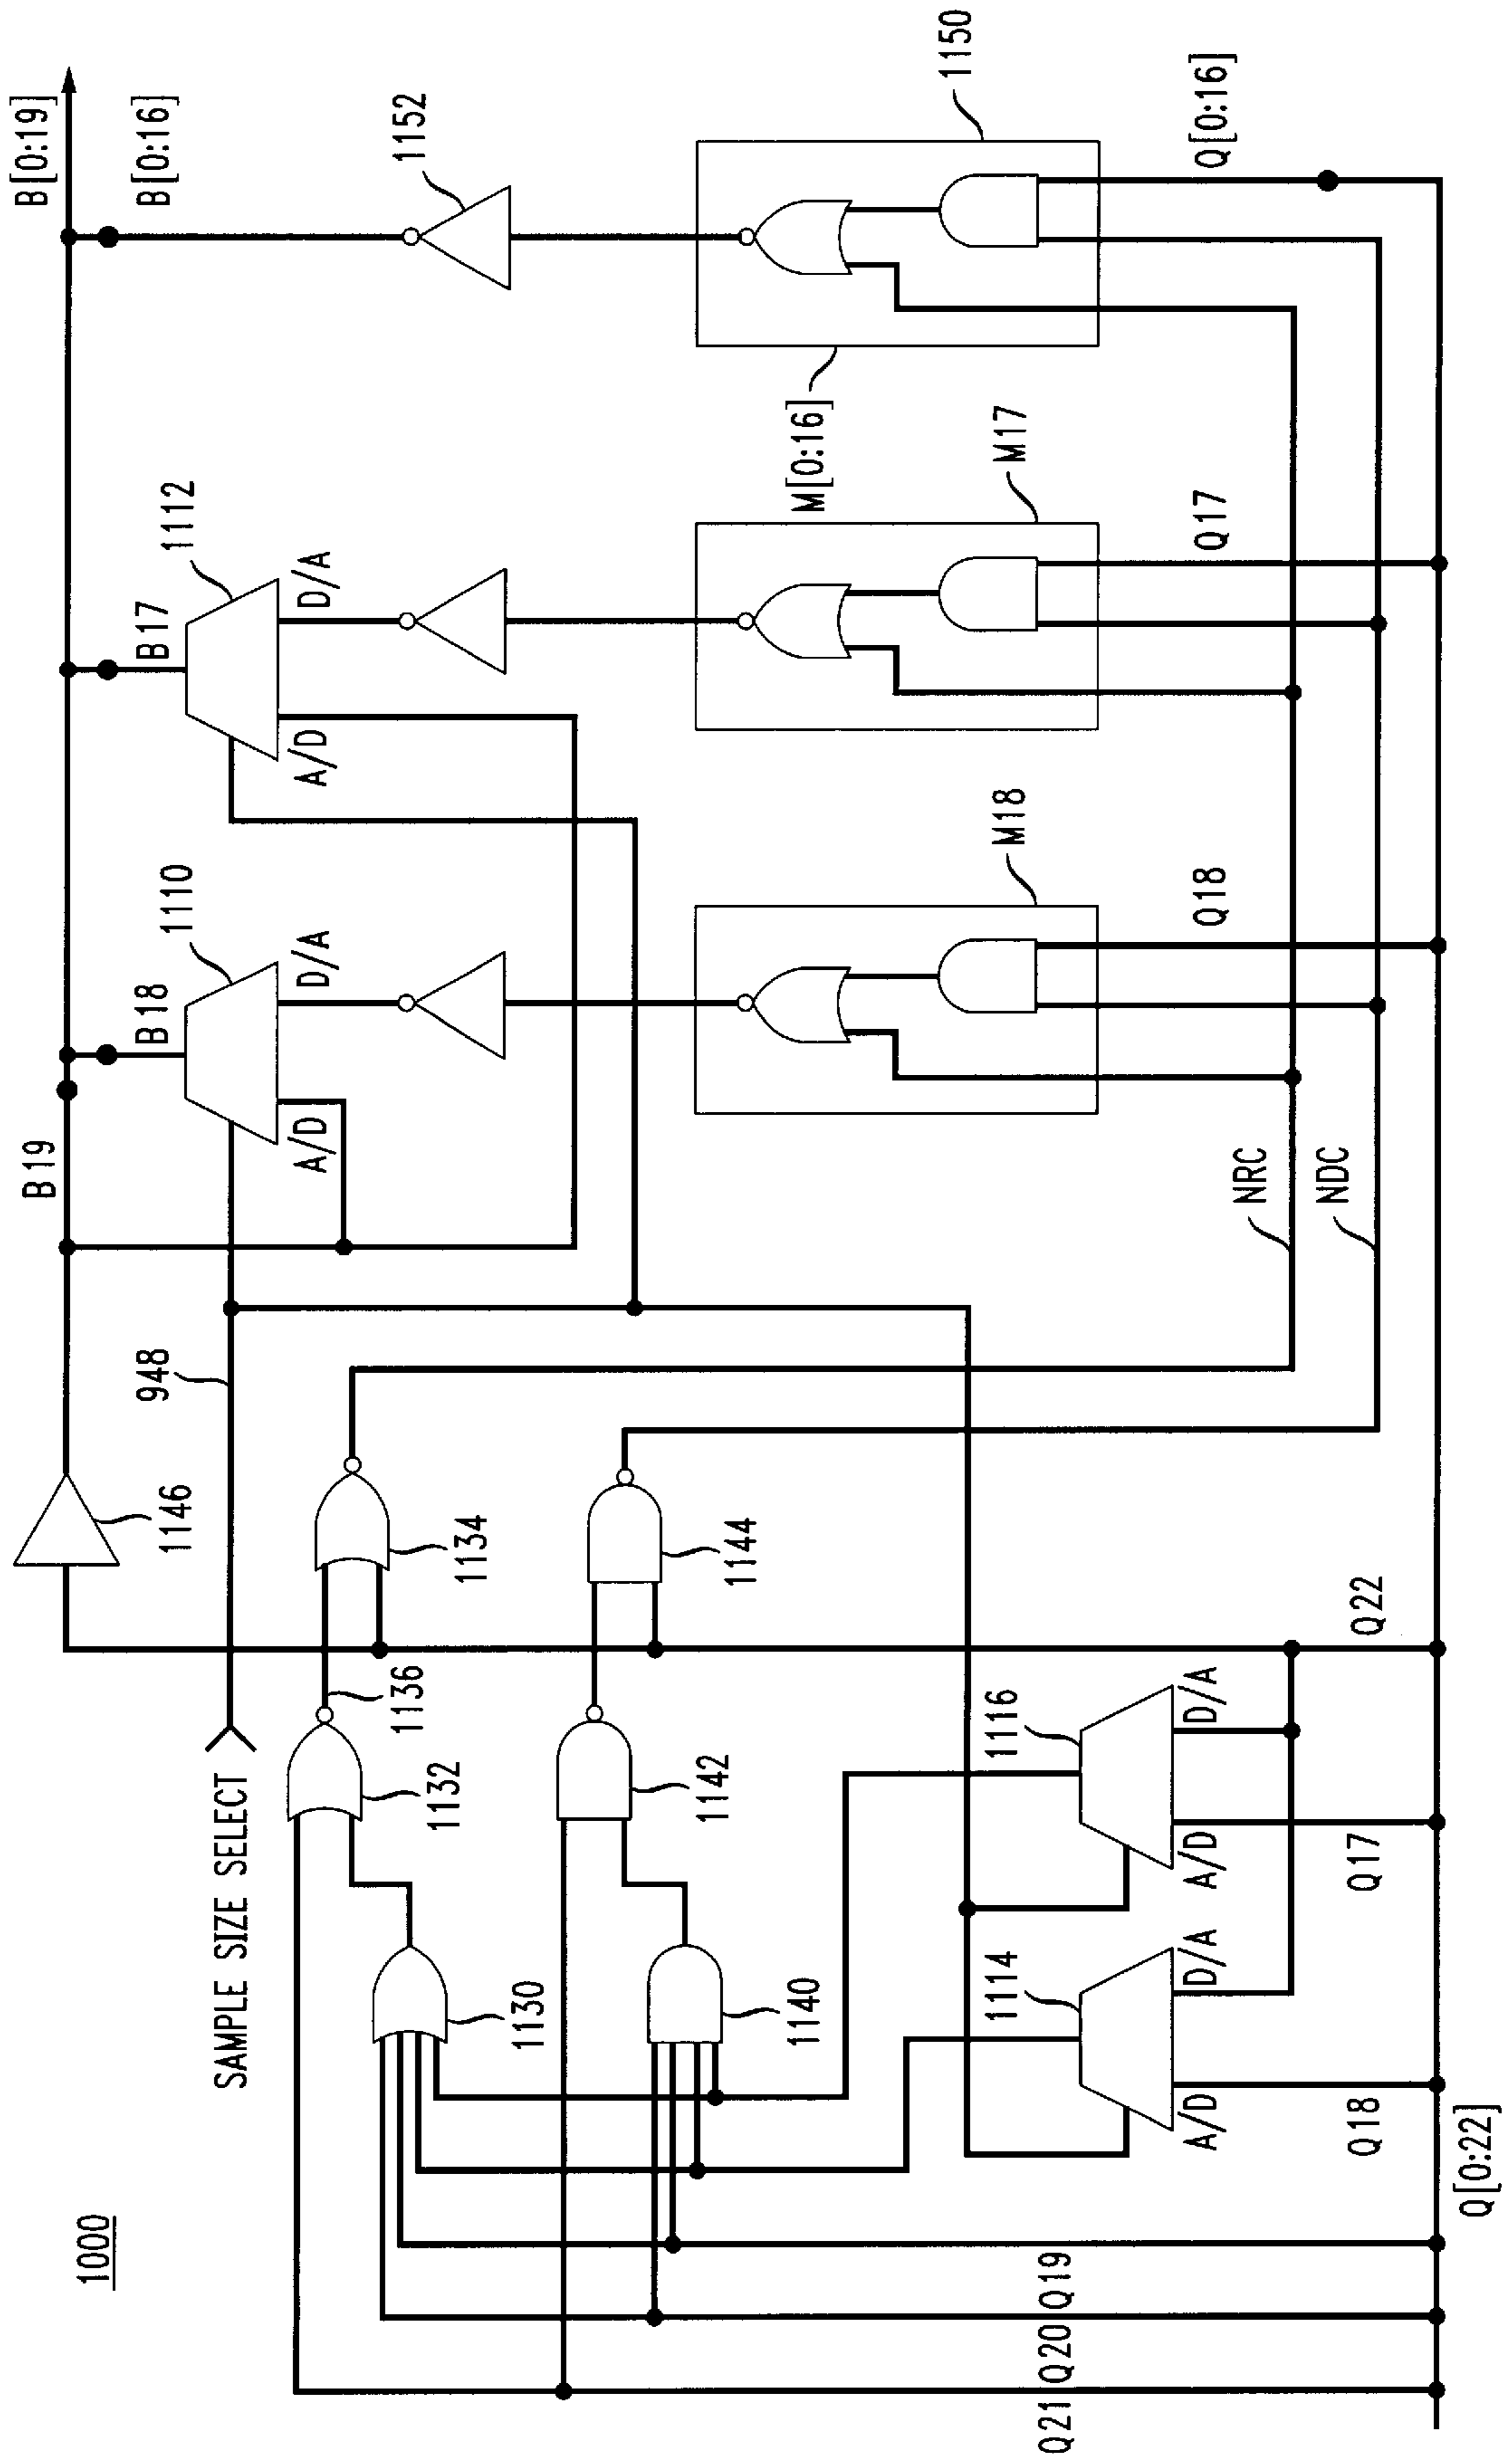 1000
B[0:19]
B[0:16]
1152
1150
Q[0:16]
M[0:16]
B17
1112
D/A
A/D
M17
Q17
B18
1110
D/A
A/D
M18
Q18
B19
NRC
NDC
948
SAMPLE SIZE SELECT
1146
1134
1144
1136
1132
1142
1130
1140
1116
D/A
A/D
Q17
Q22
1114
D/A
A/D
Q18
Q19
Q20
Q21
Q[0:22]